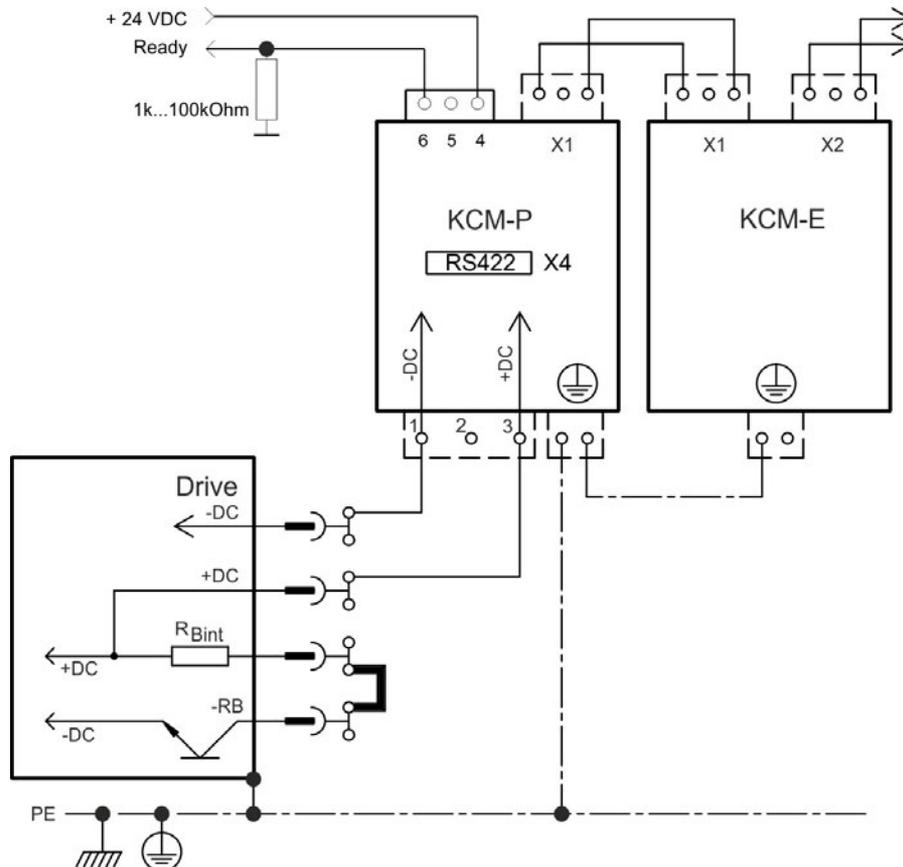 + 24 VDC
Ready
1k...100kOhm
6 5 4 X1
X1 X2
KCM-P
RS422 X4
KCM-E
-DC
+DC
1 2 3
Drive
-DC
+DC
RBint
+DC
-RB
-DC
PE